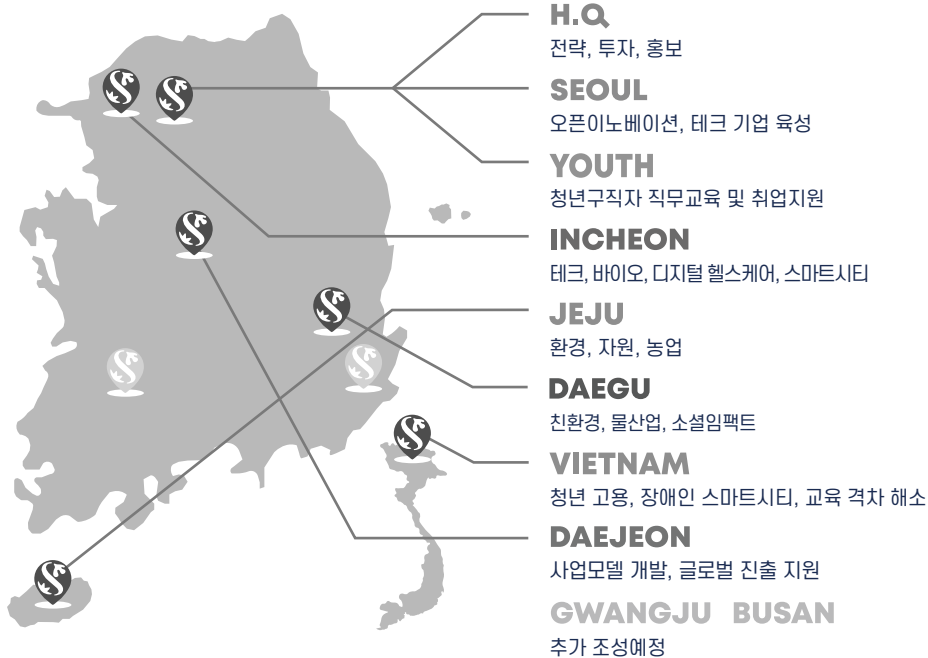 H.Q
전략, 투자, 홍보
SEOUL
오픈이노베이션, 테크 기업 육성
YOUTH
청년구직자 직무교육 및 취업지원
INCHEON
테크, 바이오, 디지털 헬스케어, 스마트시티
JEJU
환경, 자원, 농업
DAEGU
친환경, 물산업, 소셜임팩트
VIETNAM
청년 고용, 장애인 스마트시티, 교육 격차 해소
DAEJEON
사업모델 개발, 글로벌 진출 지원
GWANGJU BUSAN
추가 조성예정